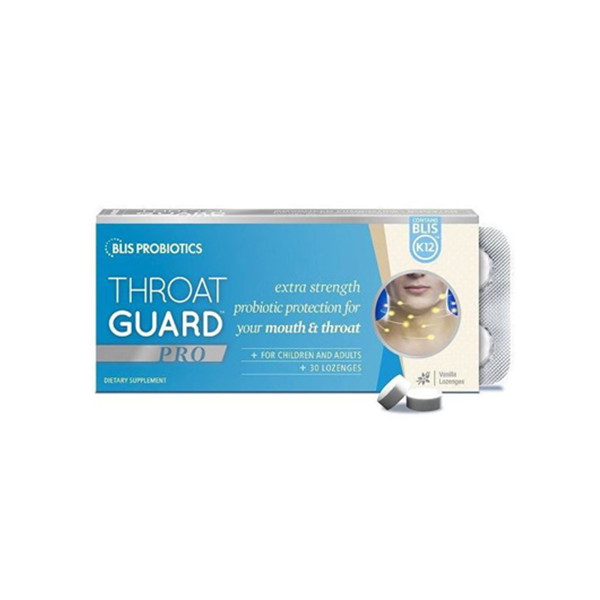 BLIS PROBIOTICS
THROAT
GUARD
PRO
DIETARY SUPPLEMENT
extra strength
probiotic protection for
your mouth & throat
+ FOR CHILDREN AND ADULTS
+ 30 LOZENGES
CONTAINS
BLIS
K12
Vanilla
Lozenges